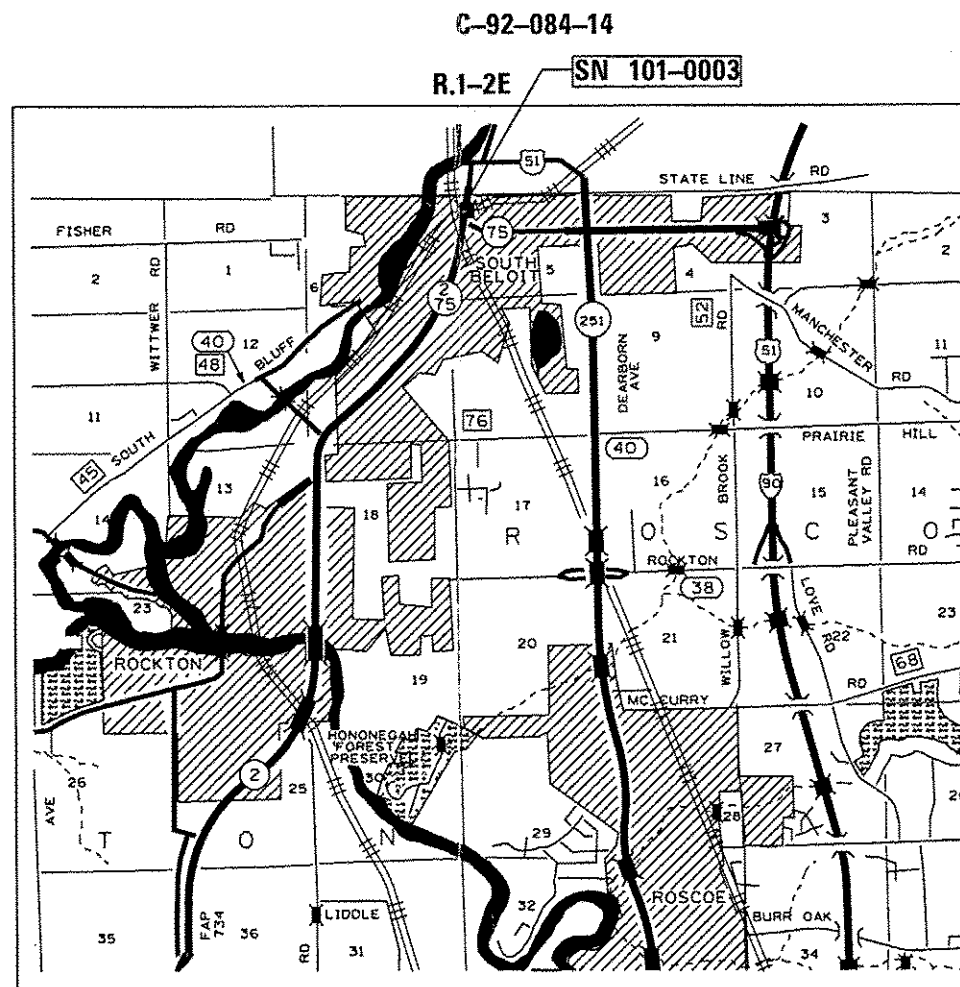 C-92-084-14
R.1-2E
SN 101-0003
51
STATE LINE RD
3
FISHER RD
75
2
1
WITTWER RD
6
SOUTH BELOIT
5
4
2
2
75
MANCHESTER RD
52
RD
251
9
40
48
12
BLUFF
SOUTH
51
11
DEARBORN AVE
10
11
76
PRAIRIE HILL
40
45
BROOK
16
90
15
PLEASANT VALLEY RD
14
13
14
18
17
R
O
S
C
O
RD
ROCKTON
38
LOVE RD
23
23
22
20
21
WILLOW
ROCKTON
19
68
MC CURRY
RD
HONONEGAH FOREST PRESERVE
27
2
30
25
26
26
28
AVE
T
O
N
29
ROSCOE
32
FAP 734
LIDDLE
RD
BURR OAK
35
36
31
34